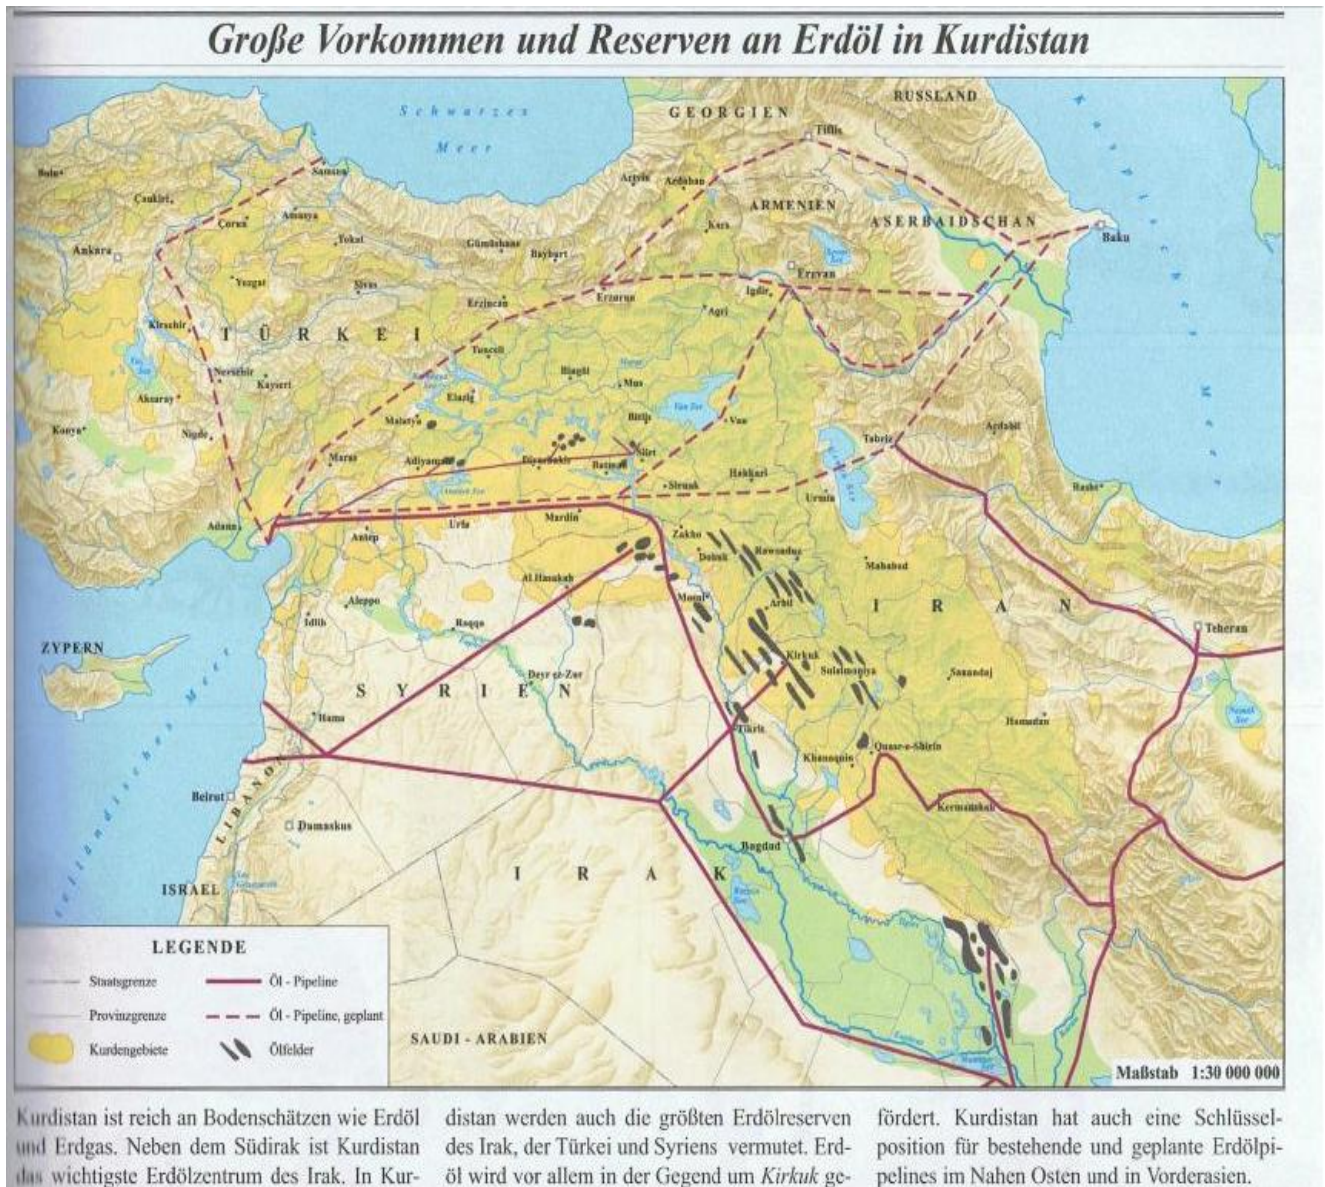 Große Vorkommen und Reserven an Erdöl in Kurdistan
RUSSLAND
GEORGIEN
Schwarzes
Meer
Tiflis
Bolu
Artvin
Ardahan
Samsun
Çankiri
ARMENIEN
Amasya
Çorum
ASERBAIDSCHAN
Kars
Tokat
Gümüshane
Baku
Ankara
Bayburt
Erevan
Yozgat
Sivas
Igdir
Erzincan
Erzurum
Agri
Kirsehir
TÜRKEI
Tunceli
Nevsehir
Bingöl
Mus
Kayseri
Elazig
Aksaray
Van See
Bitlis
Malatya
Van
Konya
Nigde
Ardabil
Tabriz
Maras
Adiyaman
Diyarbakir
Siirt
Batman
Hakkari
Sirnak
Rasht
Urmia
Adana
Urfa
Mardin
Antep
Zakho
Dohuk
Rawanduz
Mahabad
Al Hasakah
Mosul
Aleppo
Arbil
IRAN
Idlib
Raqqa
Teheran
ZYPERN
Kirkuk
Sulaimaniya
Sanandaj
Deyr ez-Zor
SYRIEN
Hama
Hamadan
Tikrit
Quasr-e-Shirin
Khanaquin
Beirut
LIBANON
Kermanshah
Damaskus
Bagdad
IRAK
ISRAEL
LEGENDE
Staatsgrenze
Öl - Pipeline
Provinzgrenze
Öl - Pipeline, geplant
Kurdengebiete
Ölfelder
SAUDI - ARABIEN
Maßstab 1:30 000 000
Kurdistan ist reich an Bodenschätzen wie Erdöl
und Erdgas. Neben dem Südirak ist Kurdistan
das wichtigste Erdölzentrum des Irak. In Kur-
distan werden auch die größten Erdölreserven
des Irak, der Türkei und Syriens vermutet. Erd-
öl wird vor allem in der Gegend um Kirkuk ge-
fördert. Kurdistan hat auch eine Schlüssel-
position für bestehende und geplante Erdölpi-
pelines im Nahen Osten und in Vorderasien.